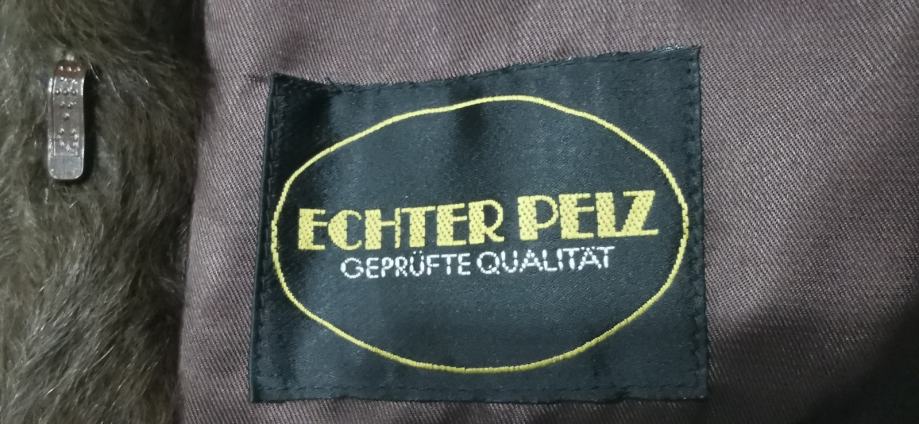 ECHTER PELZ
GEPRÜFTE QUALITÄT